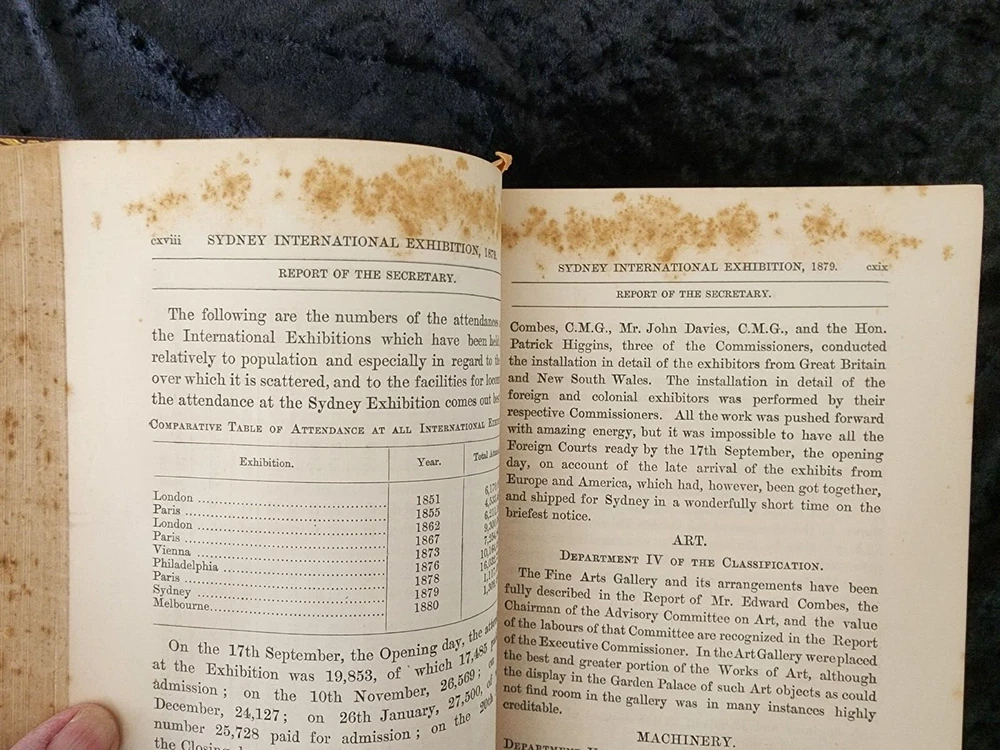 cxviii SYDNEY INTERNATIONAL EXHIBITION, 1879.
REPORT OF THE SECRETARY.
The following are the numbers of the attendances
the International Exhibitions which have been held
relatively to population and especially in regard to the
over which it is scattered, and to the facilities for
the attendance at the Sydney Exhibition comes out
COMPARATIVE TABLE OF ATTENDANCE AT ALL INTERNATIONAL
Exhibition. Year. Total
London 1851
Paris 1855
London 1862
Paris 1867
Vienna 1873
Philadelphia 1876
Paris 1878
Sydney 1879
Melbourne 1880
On the 17th September, the Opening day, the
at the Exhibition was 19,853, of which 17,485
admission; on the 10th November, 26,569; on
December, 24,127; on 26th January, 27,500, of
number 25,728 paid for admission; on the 20th
the Closing
SYDNEY INTERNATIONAL EXHIBITION, 1879. cxix
REPORT OF THE SECRETARY.
Combes, C.M.G., Mr. John Davies, C.M.G., and the Hon.
Patrick Higgins, three of the Commissioners, conducted
the installation in detail of the exhibitors from Great Britain
and New South Wales. The installation in detail of the
foreign and colonial exhibitors was performed by their
respective Commissioners. All the work was pushed forward
with amazing energy, but it was impossible to have all the
Foreign Courts ready by the 17th September, the opening
day, on account of the late arrival of the exhibits from
Europe and America, which had, however, been got together,
and shipped for Sydney in a wonderfully short time on the
briefest notice.
ART.
DEPARTMENT IV OF THE CLASSIFICATION.
The Fine Arts Gallery and its arrangements have been
fully described in the Report of Mr. Edward Combes, the
Chairman of the Advisory Committee on Art, and the value
of the labours of that Committee are recognized in the Report
of the Executive Commissioner. In the Art Gallery were placed
the best and greater portion of the Works of Art, although
the display in the Garden Palace of such Art objects as could
not find room in the gallery was in many instances highly
creditable.
MACHINERY.
DEPARTMENT